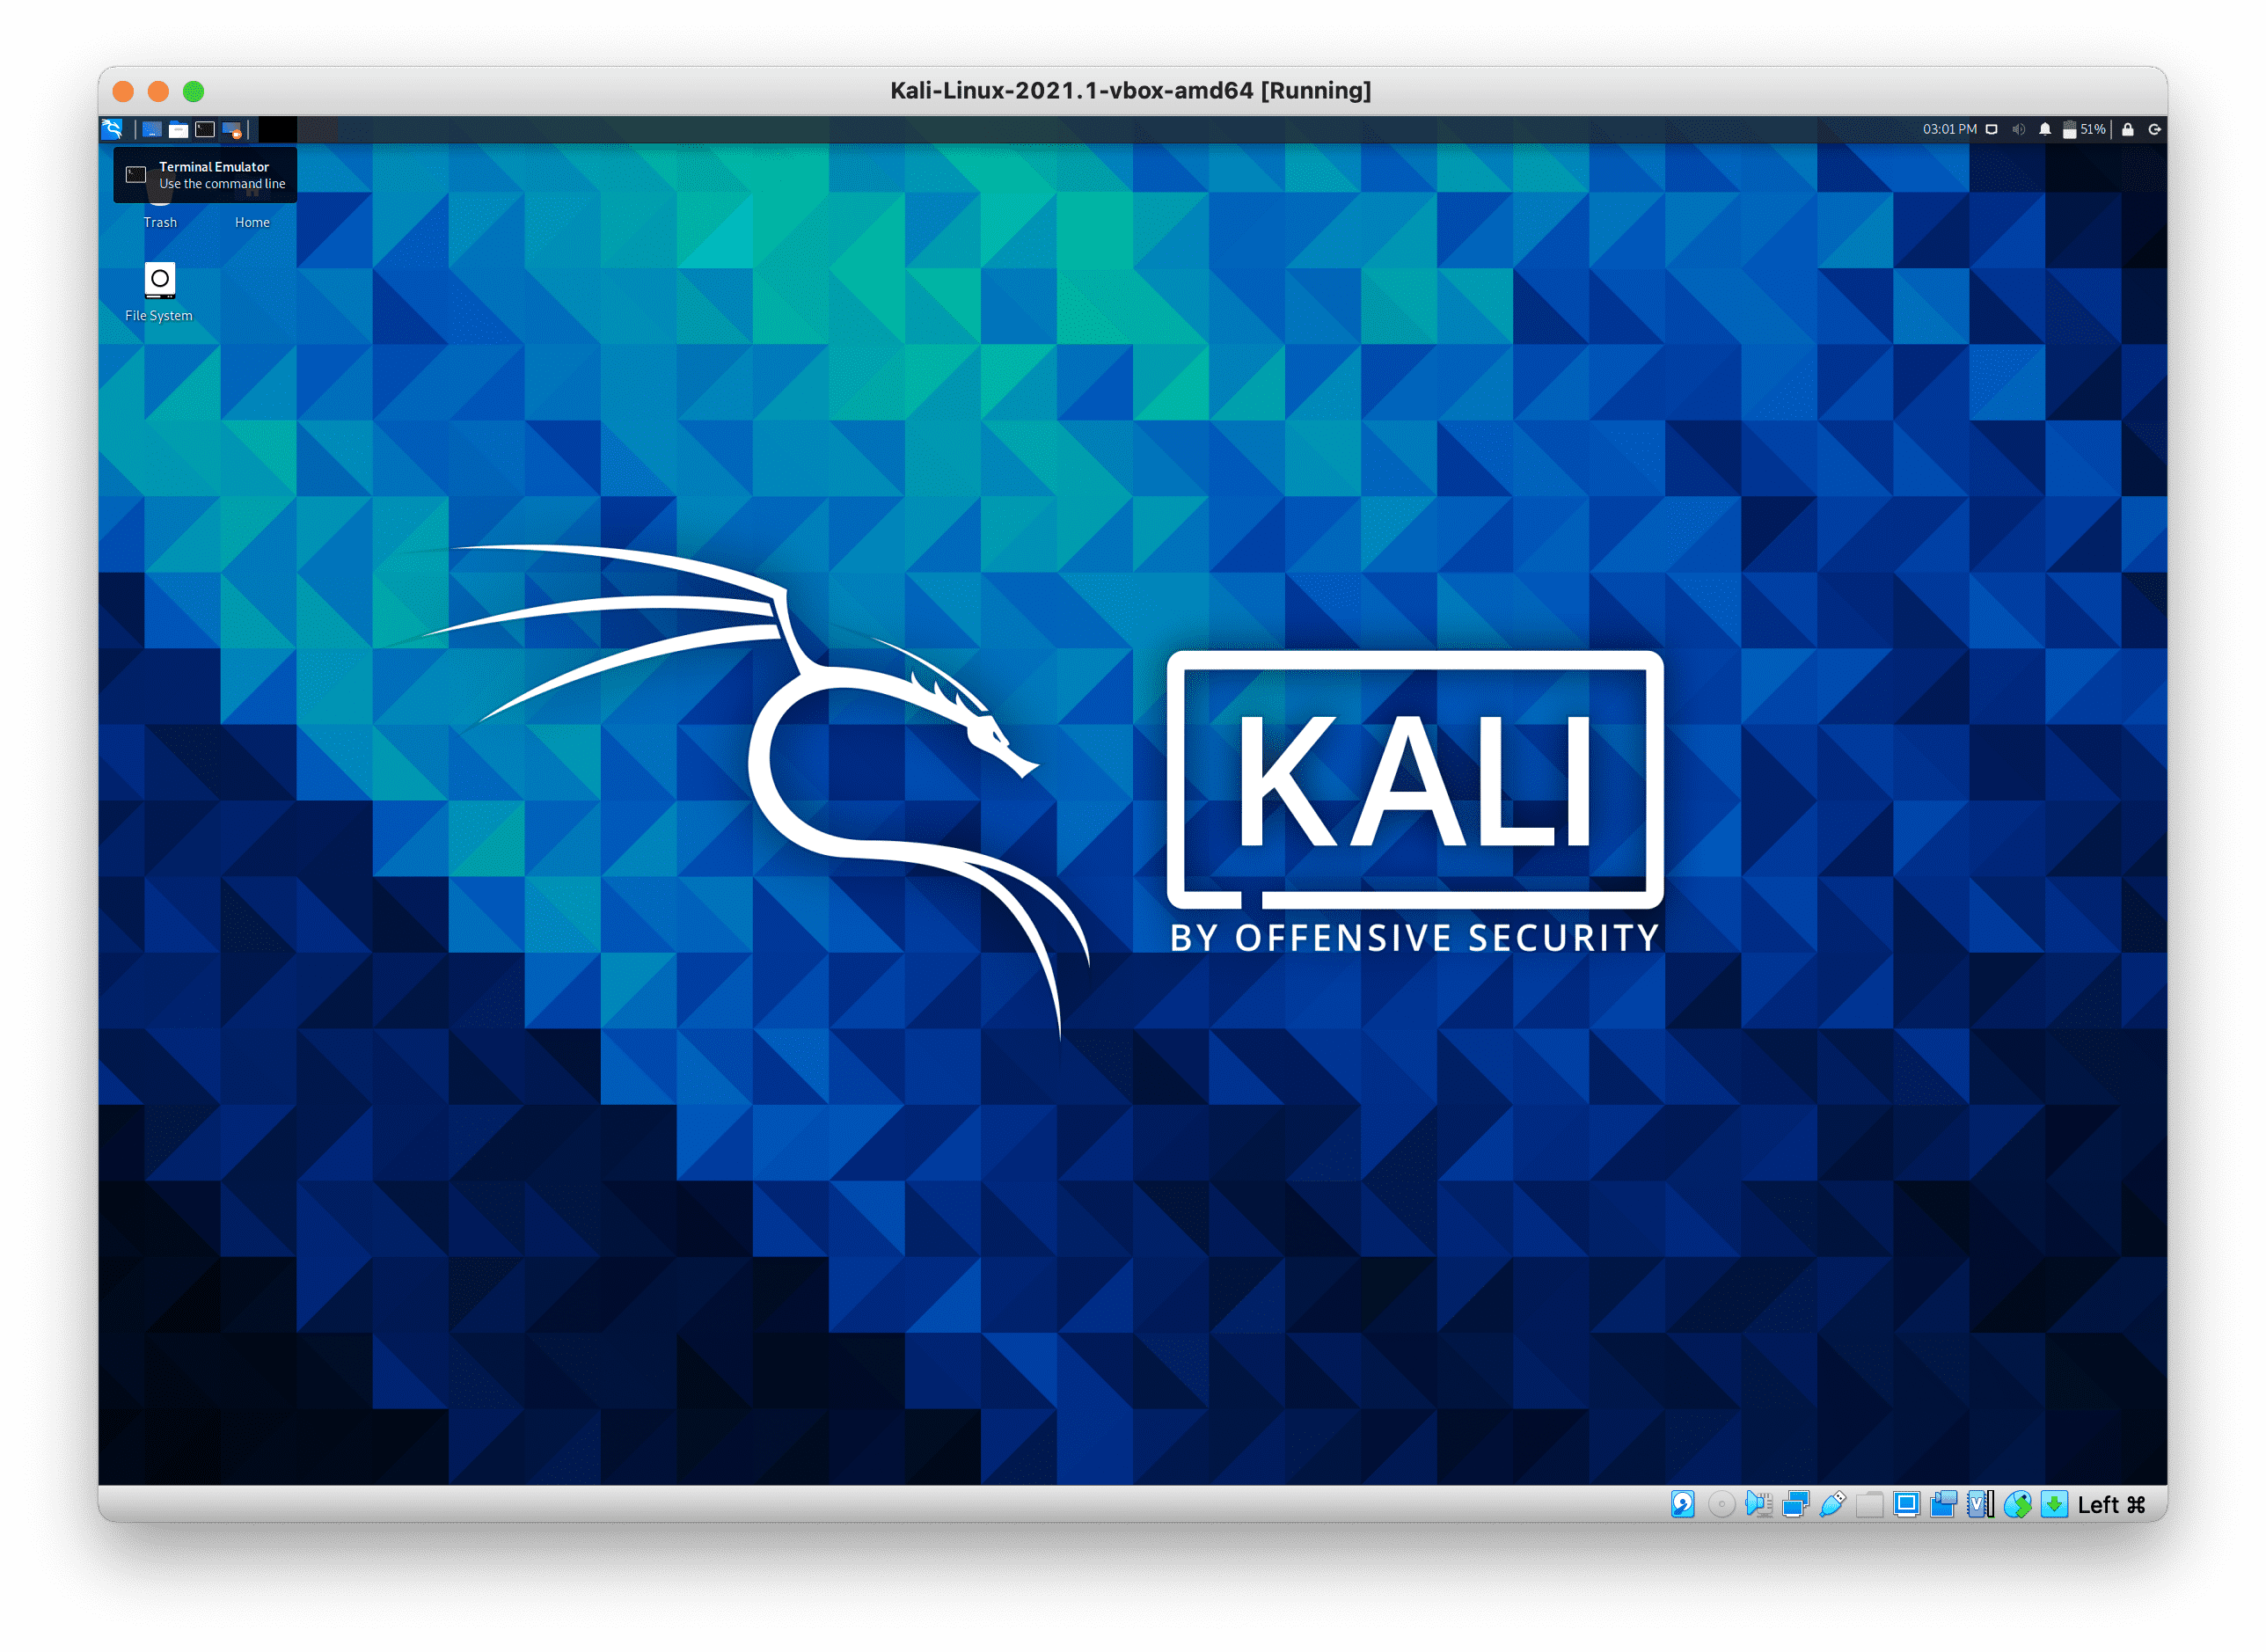 Kali-Linux-2021.1-vbox-amd64 [Running]
03:01 PM
51%
Terminal Emulator
Use the command line
Trash
Home
File System
KALI
BY OFFENSIVE SECURITY
Left ⌘